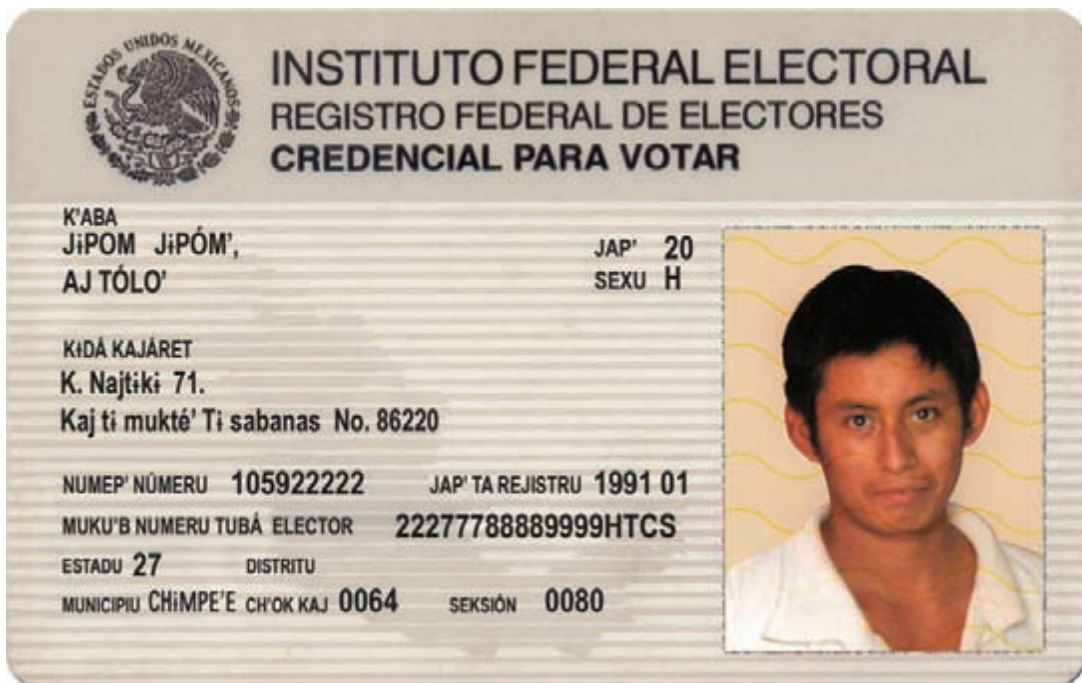 ESTADOS UNIDOS MEXICANOS
INSTITUTO FEDERAL ELECTORAL
REGISTRO FEDERAL DE ELECTORES
CREDENCIAL PARA VOTAR
K'ABA
JɨPOM JɨPÓM',
AJ TÓLO'
JAP' 20
SEXU H
KɨDÁ KAJÁRET
K. Najtɨkɨ 71.
Kaj tɨ mukté' Tɨ sabanas No. 86220
NUMEP' NÚMERU 105922222 JAP' TA REJISTRU 1991 01
MUKU'B NUMERU TUBÁ ELECTOR 22277788889999HTCS
ESTADU 27 DISTRITU
MUNICIPIU CHɨMPE'E CH'OK KAJ 0064 SEKSIÓN 0080